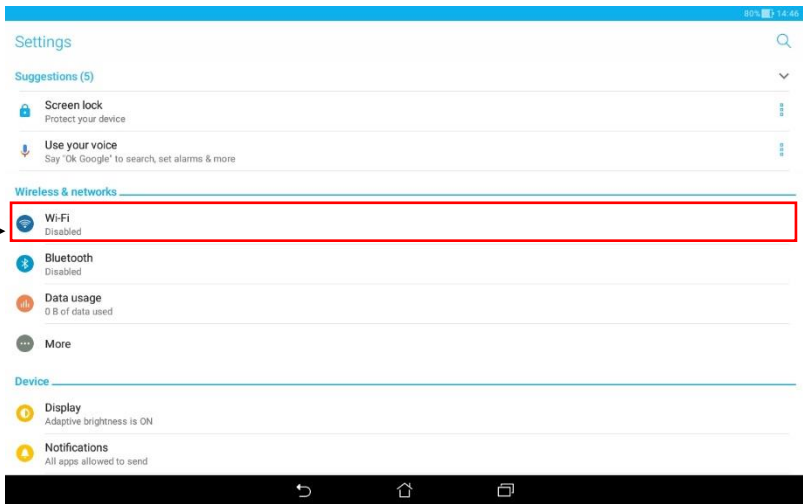 80% 14:46
Settings
Suggestions (5)
Screen lock
Protect your device
Use your voice
Say "Ok Google" to search, set alarms & more
Wireless & networks
Wi-Fi
Disabled
Bluetooth
Disabled
Data usage
0 B of data used
More
Device
Display
Adaptive brightness is ON
Notifications
All apps allowed to send